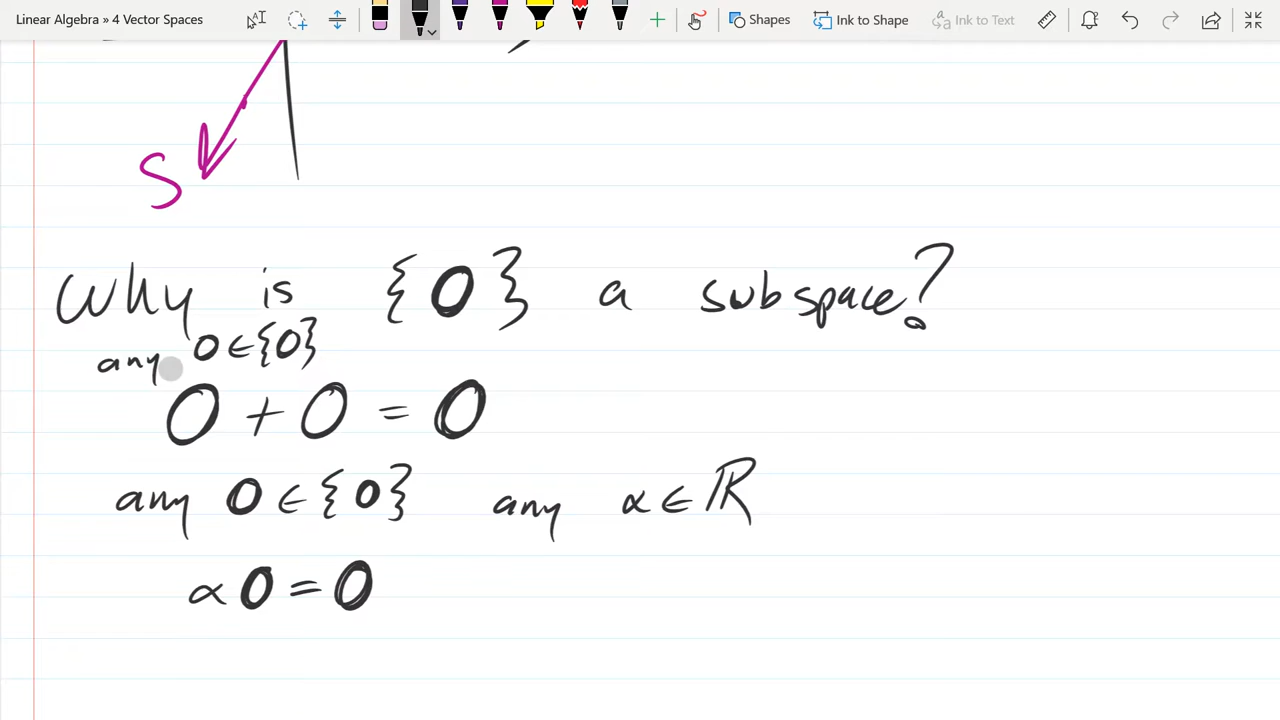 Linear Algebra » 4 Vector Spaces
Shapes
Ink to Shape
Ink to Text
S
Why is {0} a subspace?
any 0 ∈ {0}
0 + 0 = 0
any 0 ∈ {0} any α ∈ ℝ
α0 = 0